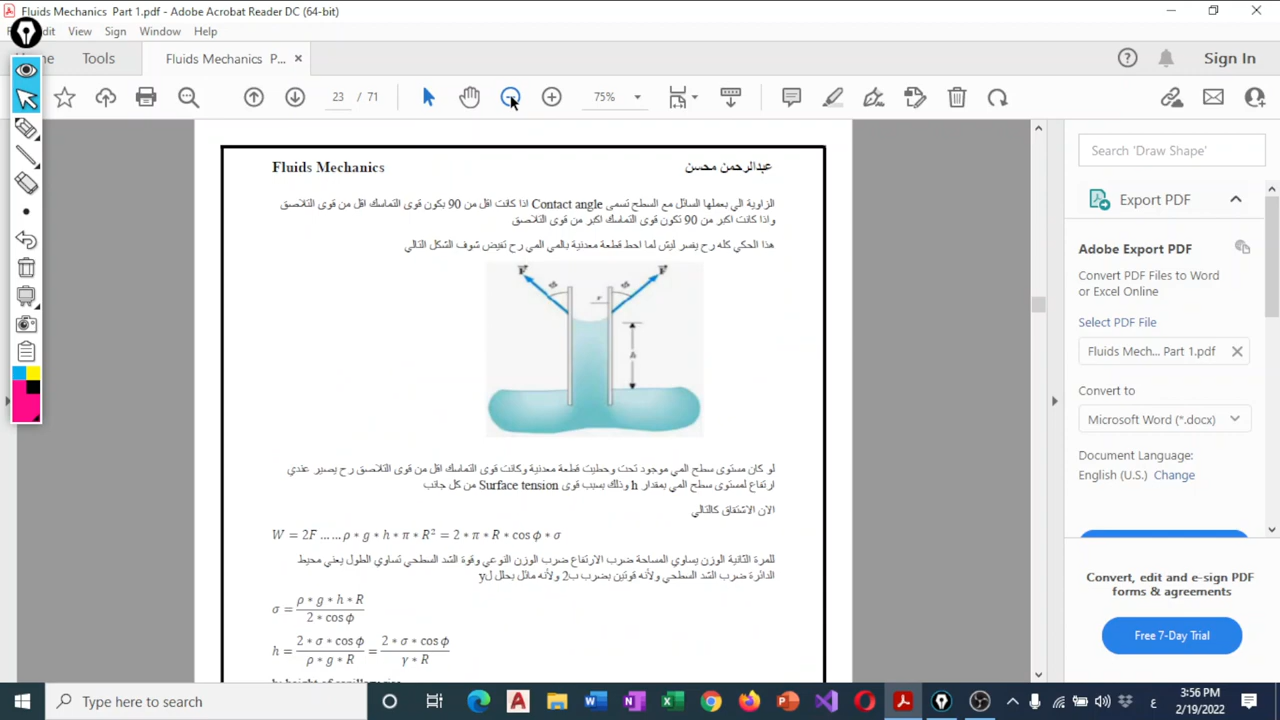 Fluids Mechanics Part 1.pdf - Adobe Acrobat Reader DC (64-bit)
View Sign Window Help
Tools
Fluids Mechanics P...
Sign In
23 / 71
75%
Fluids Mechanics
عبدالرحمن محسن
الزاوية الي يعملها السائل مع السطح تسمى Contact angle اذا كانت اقل من 90 بكون قوى التماسك اقل من قوى التلاصق
واذا كانت اكبر من 90 تكون قوى التماسك اكبر من قوى التلاصق
هذا الحكي كله رح يفسر ليش لما احط قطعة معدنية بالمي المي رح تفيض شوف الشكل التالي
h
لو كان مستوى سطح المي موجود تحت وحطيت قطعة معدنية وكانت قوى التماسك اقل من قوى التلاصق رح يصير عندي
ارتفاع لمستوى سطح المي بمقدار h وذلك بسبب قوى Surface tension من كل جانب
الان الاشتقاق كالتالي
W = 2F ...... ρ * g * h * π * R² = 2 * π * R * cos ϕ * σ
للمرة الثانية الوزن يساوي المساحة ضرب الارتفاع ضرب الوزن النوعي وقوة الشد السطحي تساوي الطول يعني محيط
الدائرة ضرب الشد السطحي ولأنه قوتين بضرب ب2 ولأنه مائل بحلل لy
σ = ρ * g * h * R / 2 * cos ϕ
h = 2 * σ * cos ϕ / ρ * g * R = 2 * σ * cos ϕ / γ * R
Search 'Draw Shape'
Export PDF
Adobe Export PDF
Convert PDF Files to Word
or Excel Online
Select PDF File
Fluids Mech... Part 1.pdf
Convert to
Microsoft Word (*.docx)
Document Language:
English (U.S.) Change
Convert, edit and e-sign PDF
forms & agreements
Free 7-Day Trial
Type here to search
ع
3:56 PM
2/19/2022